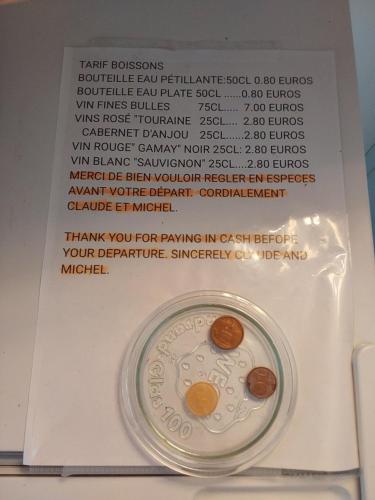 TARIF BOISSONS
BOUTEILLE EAU PÉTILLANTE:50CL 0.80 EUROS
BOUTEILLE EAU PLATE 50CL ......0.80 EUROS
VIN FINES BULLES 75CL..... 7.00 EUROS
VINS ROSÉ "TOURAINE 25CL.... 2.80 EUROS
CABERNET D'ANJOU 25CL......2.80 EUROS
VIN ROUGE" GAMAY" NOIR 25CL: 2.80 EUROS
VIN BLANC "SAUVIGNON" 25CL....2.80 EUROS
MERCI DE BIEN VOULOIR REGLER EN ESPECES
AVANT VOTRE DÉPART. CORDIALEMENT
CLAUDE ET MICHEL.
THANK YOU FOR PAYING IN CASH BEFORE
YOUR DEPARTURE. SINCERELY CLAUDE AND
MICHEL.
WE
100